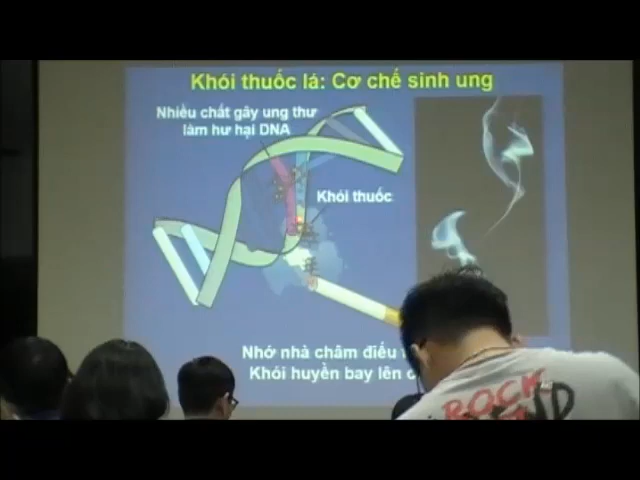 Khói thuốc lá: Cơ chế sinh ung
Nhiều chất gây ung thư
làm hư hại DNA
Khói thuốc
Nhớ nhà châm điếu
Khói huyền bay lên
ROCK